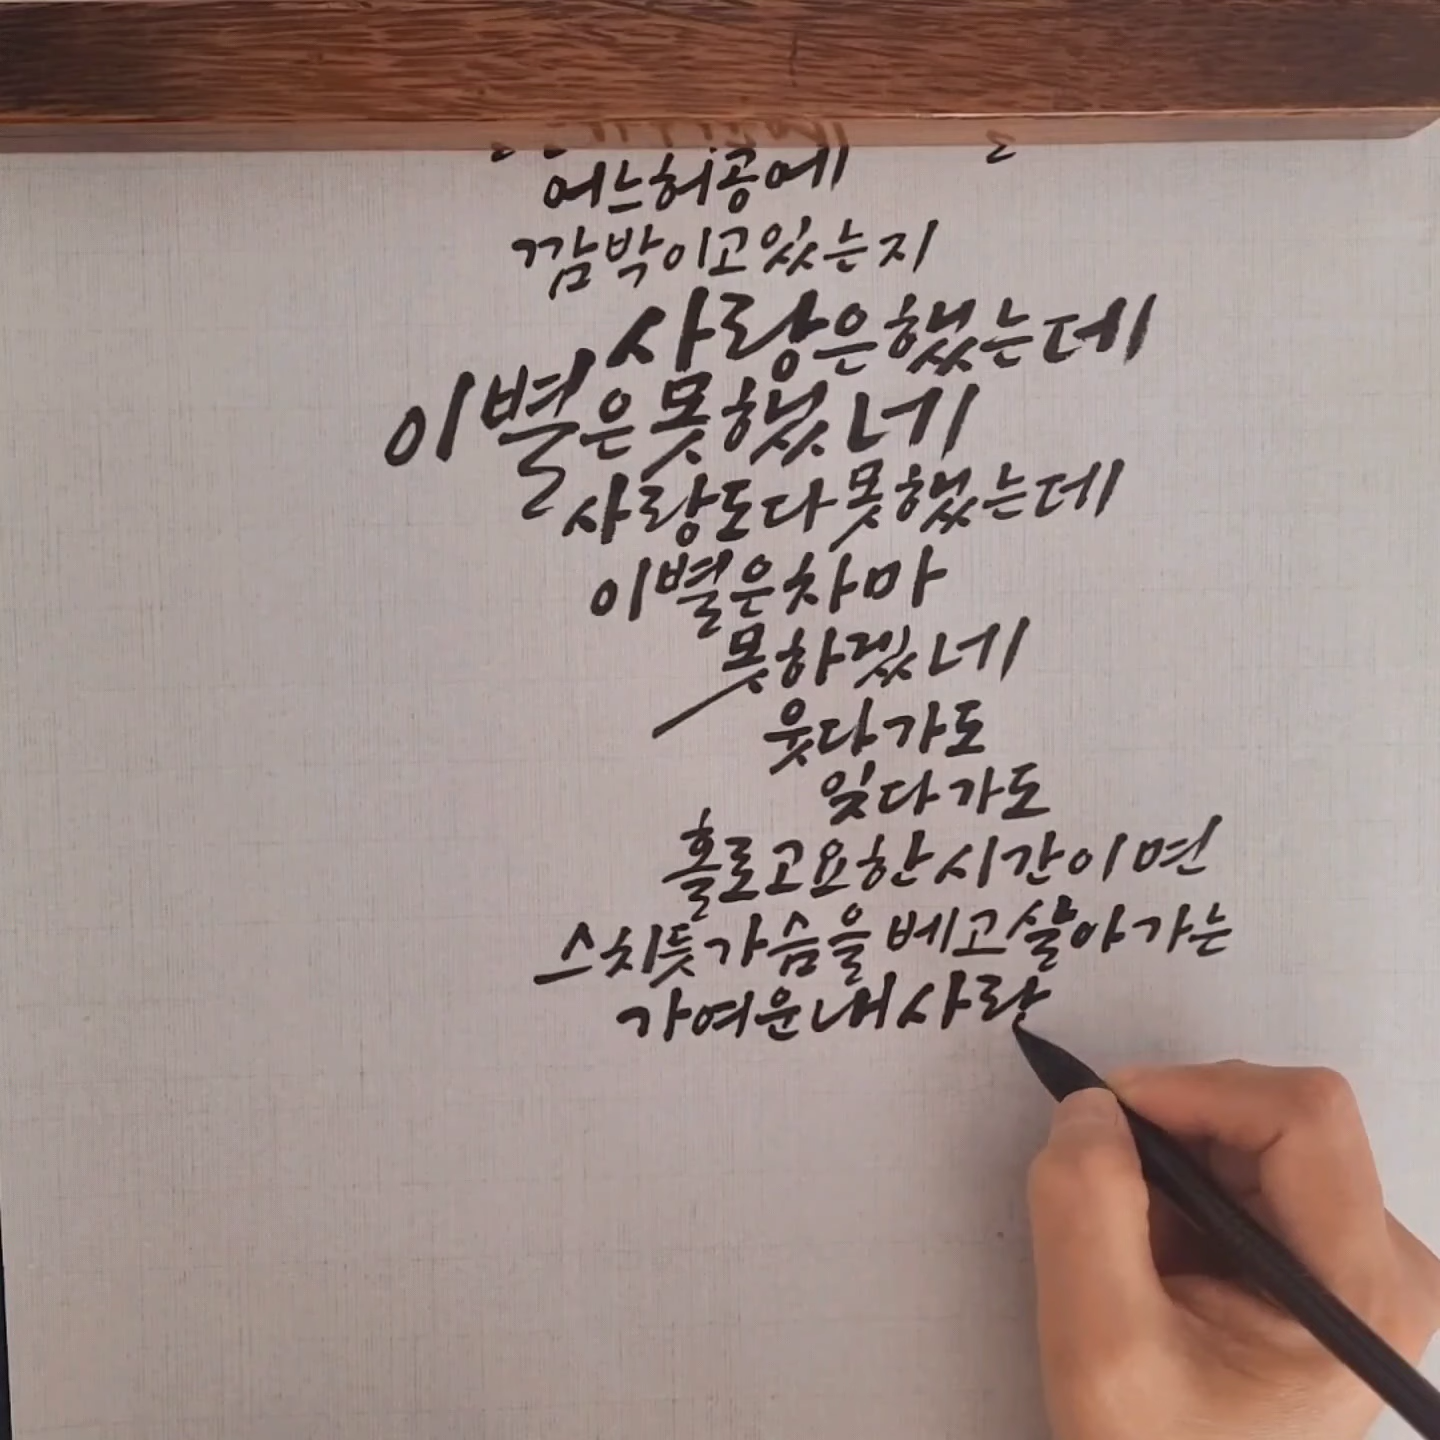 어느 허공에
깜박이고 있는지
사랑은 했는데
이별은 못했네
사랑도 다 못했는데
이별은 차마
못하겠네
웃다가도
잊다가도
홀로 고요한 시간이면
스치듯 가슴을 베고 살아가는
가여운 내 사랑